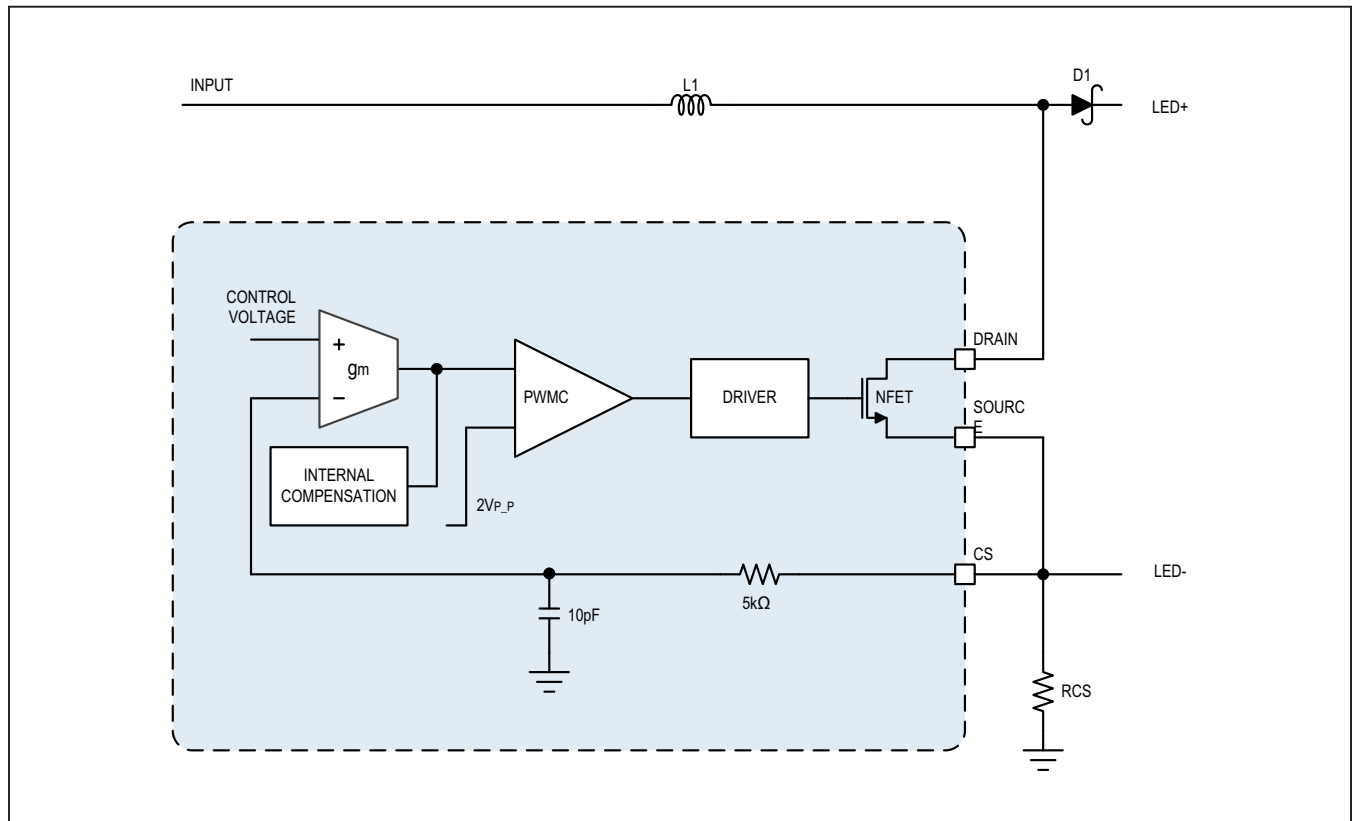 INPUT
L1
D1
LED+
CONTROL
VOLTAGE
+
gm
−
PWMC
DRIVER
NFET
DRAIN
SOURC
E
INTERNAL
COMPENSATION
2VP_P
CS
LED-
5kΩ
10pF
RCS